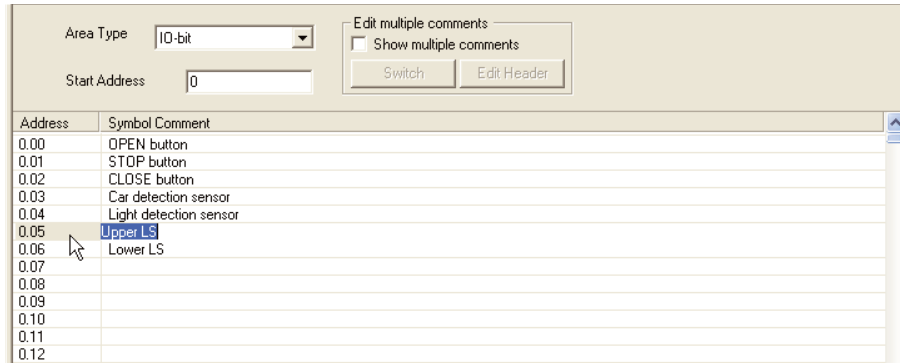 Area Type IO-bit
Start Address 0
Edit multiple comments
Show multiple comments
Switch Edit Header
Address Symbol Comment
0.00 OPEN button
0.01 STOP button
0.02 CLOSE button
0.03 Car detection sensor
0.04 Light detection sensor
0.05 Upper LS
0.06 Lower LS
0.07
0.08
0.09
0.10
0.11
0.12